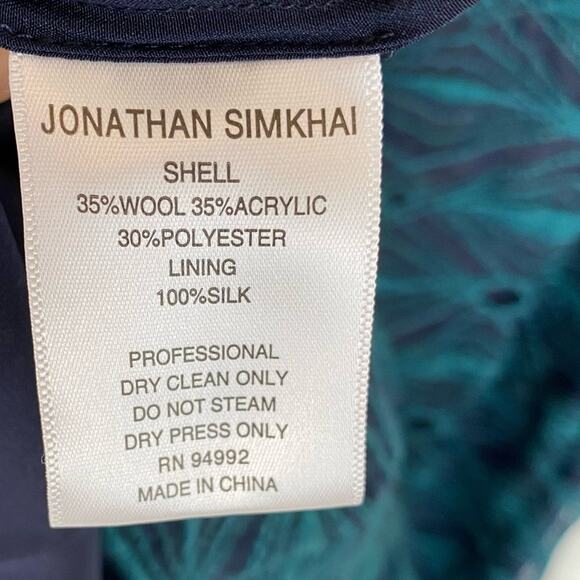 JONATHAN SIMKHAI
SHELL
35%WOOL 35%ACRYLIC
30%POLYESTER
LINING
100%SILK
PROFESSIONAL
DRY CLEAN ONLY
DO NOT STEAM
DRY PRESS ONLY
RN 94992
MADE IN CHINA